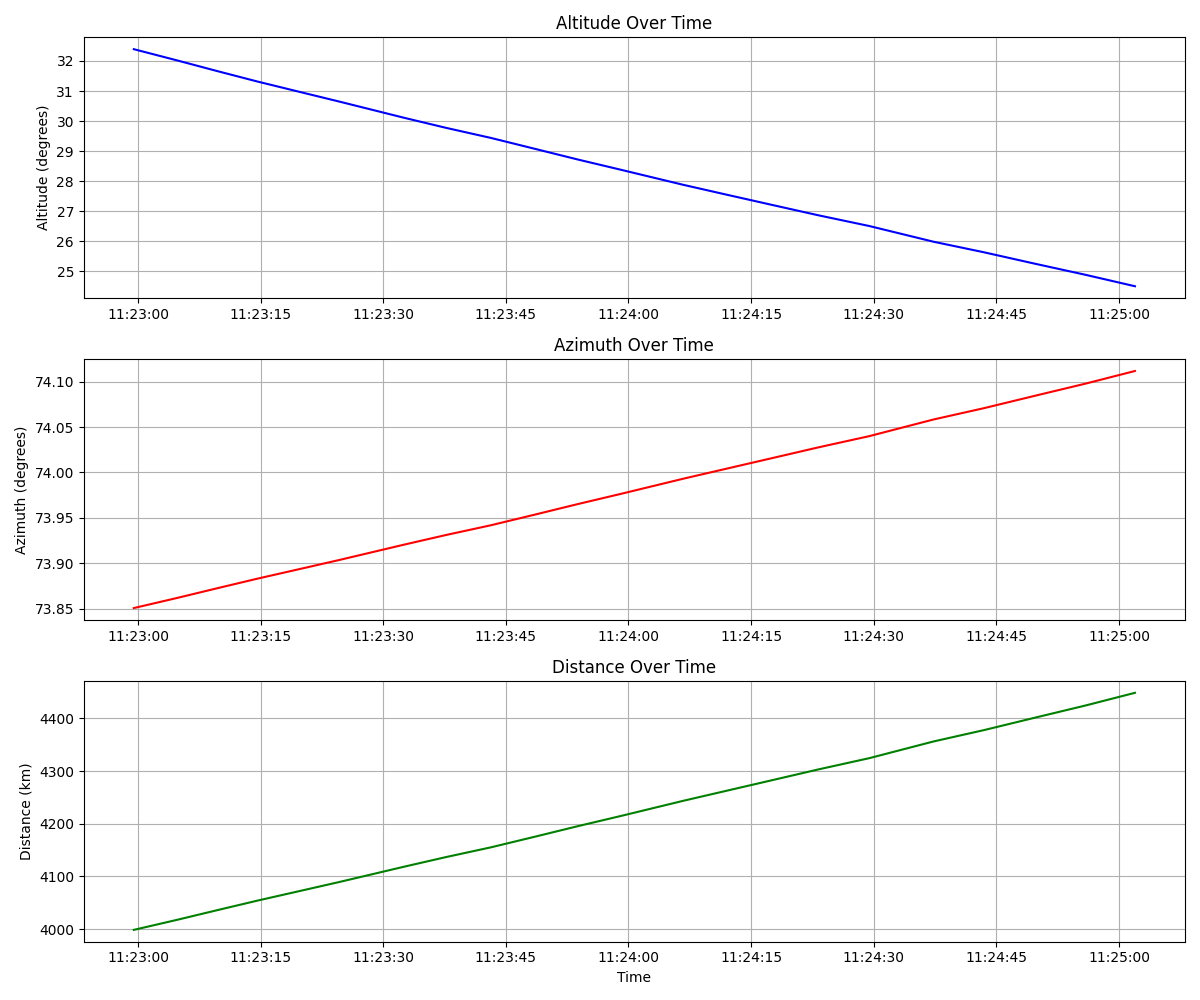 Altitude Over Time
Altitude (degrees)
32
31
30
29
28
27
26
25
11:23:00 11:23:15 11:23:30 11:23:45 11:24:00 11:24:15 11:24:30 11:24:45 11:25:00
Azimuth Over Time
Azimuth (degrees)
74.10
74.05
74.00
73.95
73.90
73.85
11:23:00 11:23:15 11:23:30 11:23:45 11:24:00 11:24:15 11:24:30 11:24:45 11:25:00
Distance Over Time
Distance (km)
4400
4300
4200
4100
4000
11:23:00 11:23:15 11:23:30 11:23:45 11:24:00 11:24:15 11:24:30 11:24:45 11:25:00
Time